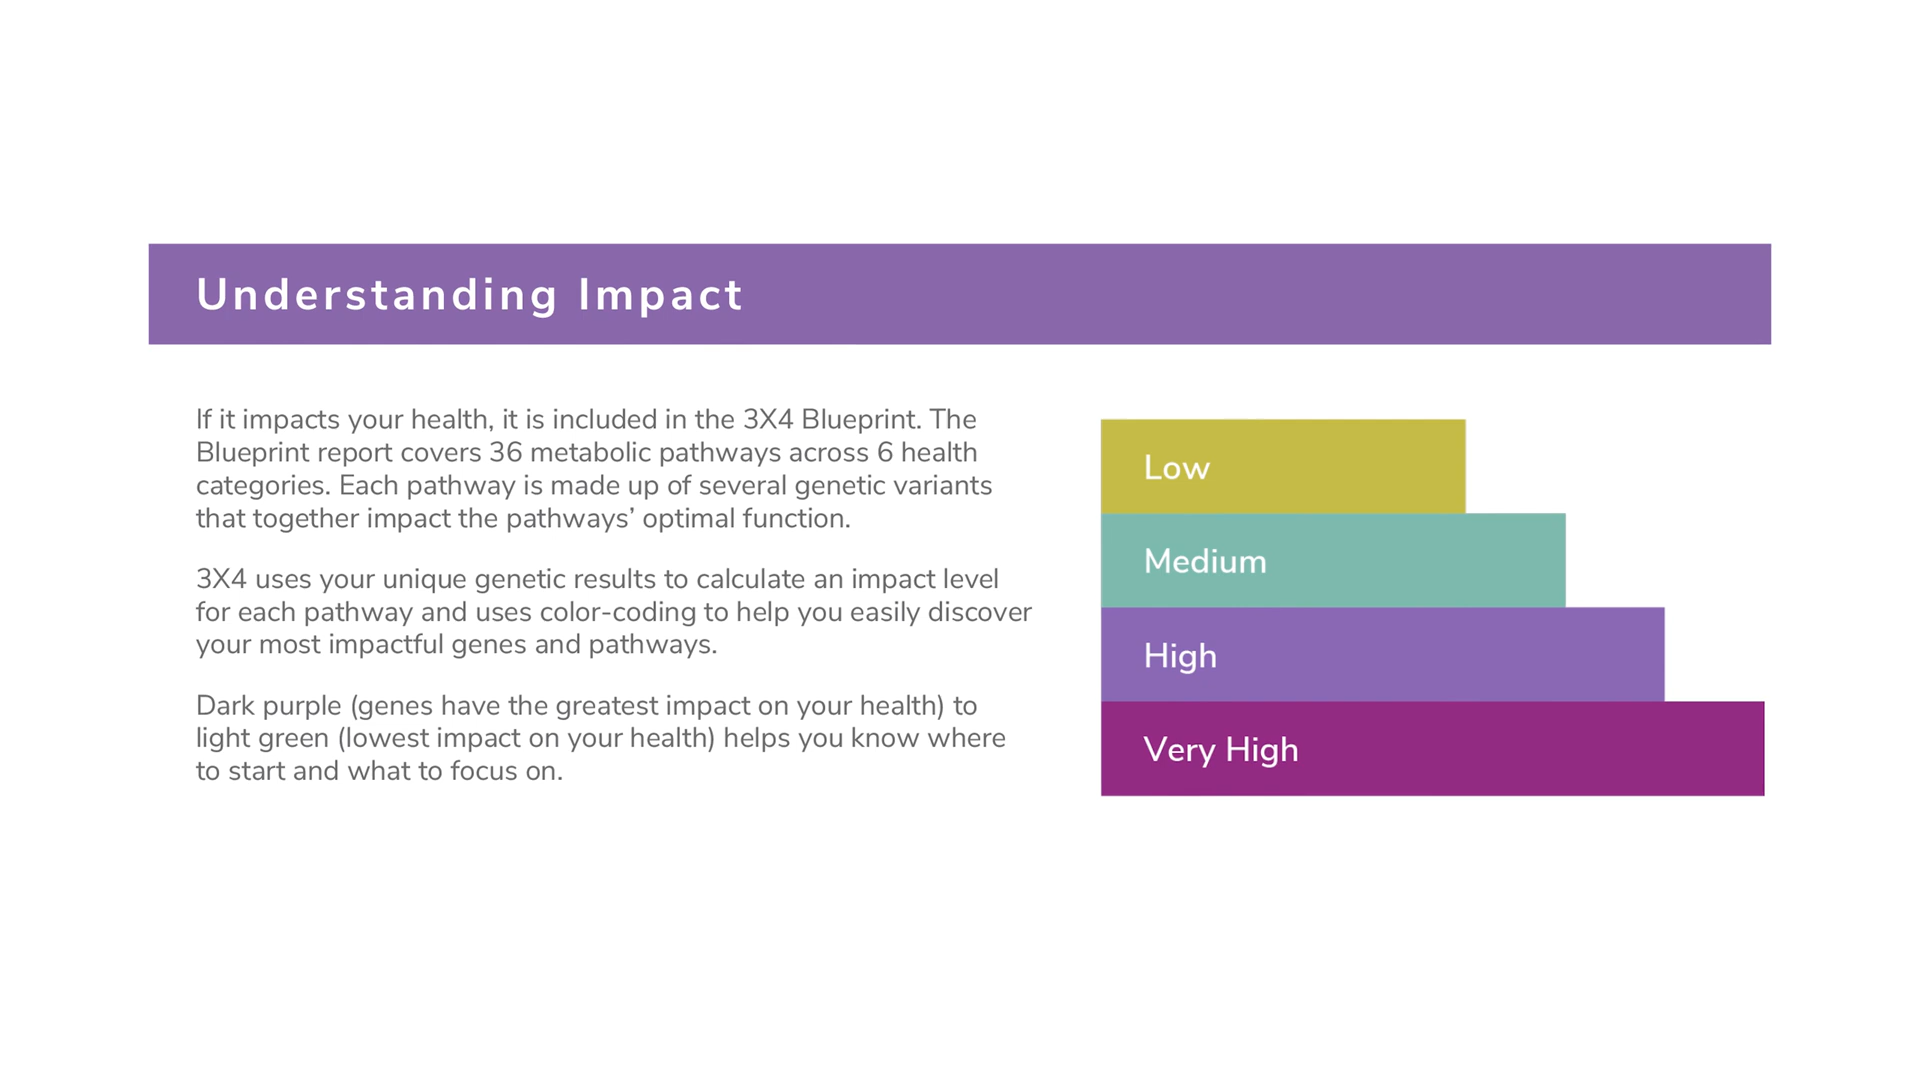 Understanding Impact
If it impacts your health, it is included in the 3X4 Blueprint. The
Blueprint report covers 36 metabolic pathways across 6 health
categories. Each pathway is made up of several genetic variants
that together impact the pathways’ optimal function.
3X4 uses your unique genetic results to calculate an impact level
for each pathway and uses color-coding to help you easily discover
your most impactful genes and pathways.
Dark purple (genes have the greatest impact on your health) to
light green (lowest impact on your health) helps you know where
to start and what to focus on.
Low
Medium
High
Very High